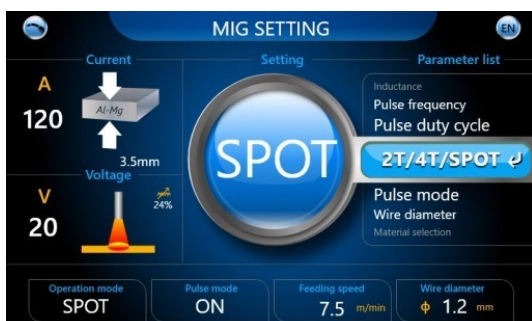 MIG SETTING
EN
Current
A
120
Al-Mg
3.5mm
Voltage
V
20
24%
Setting
SPOT
Parameter list
Inductance
Pulse frequency
Pulse duty cycle
2T/4T/SPOT
Pulse mode
Wire diameter
Material selection
Operation mode
SPOT
Pulse mode
ON
Feeding speed
7.5 m/min
Wire diameter
ϕ 1.2 mm